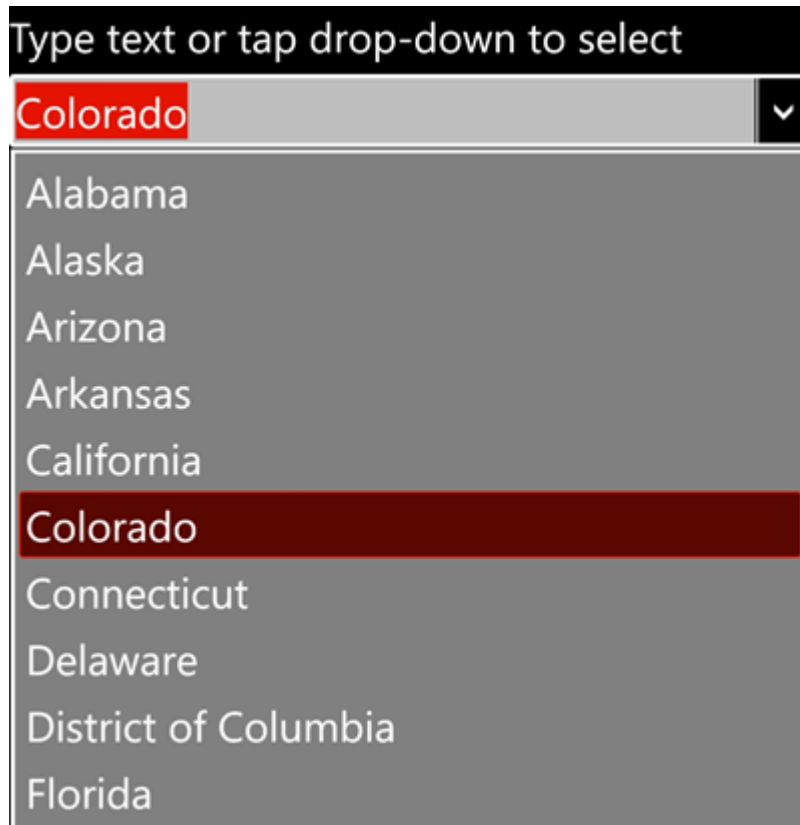 Type text or tap drop-down to select
Colorado
Alabama
Alaska
Arizona
Arkansas
California
Colorado
Connecticut
Delaware
District of Columbia
Florida